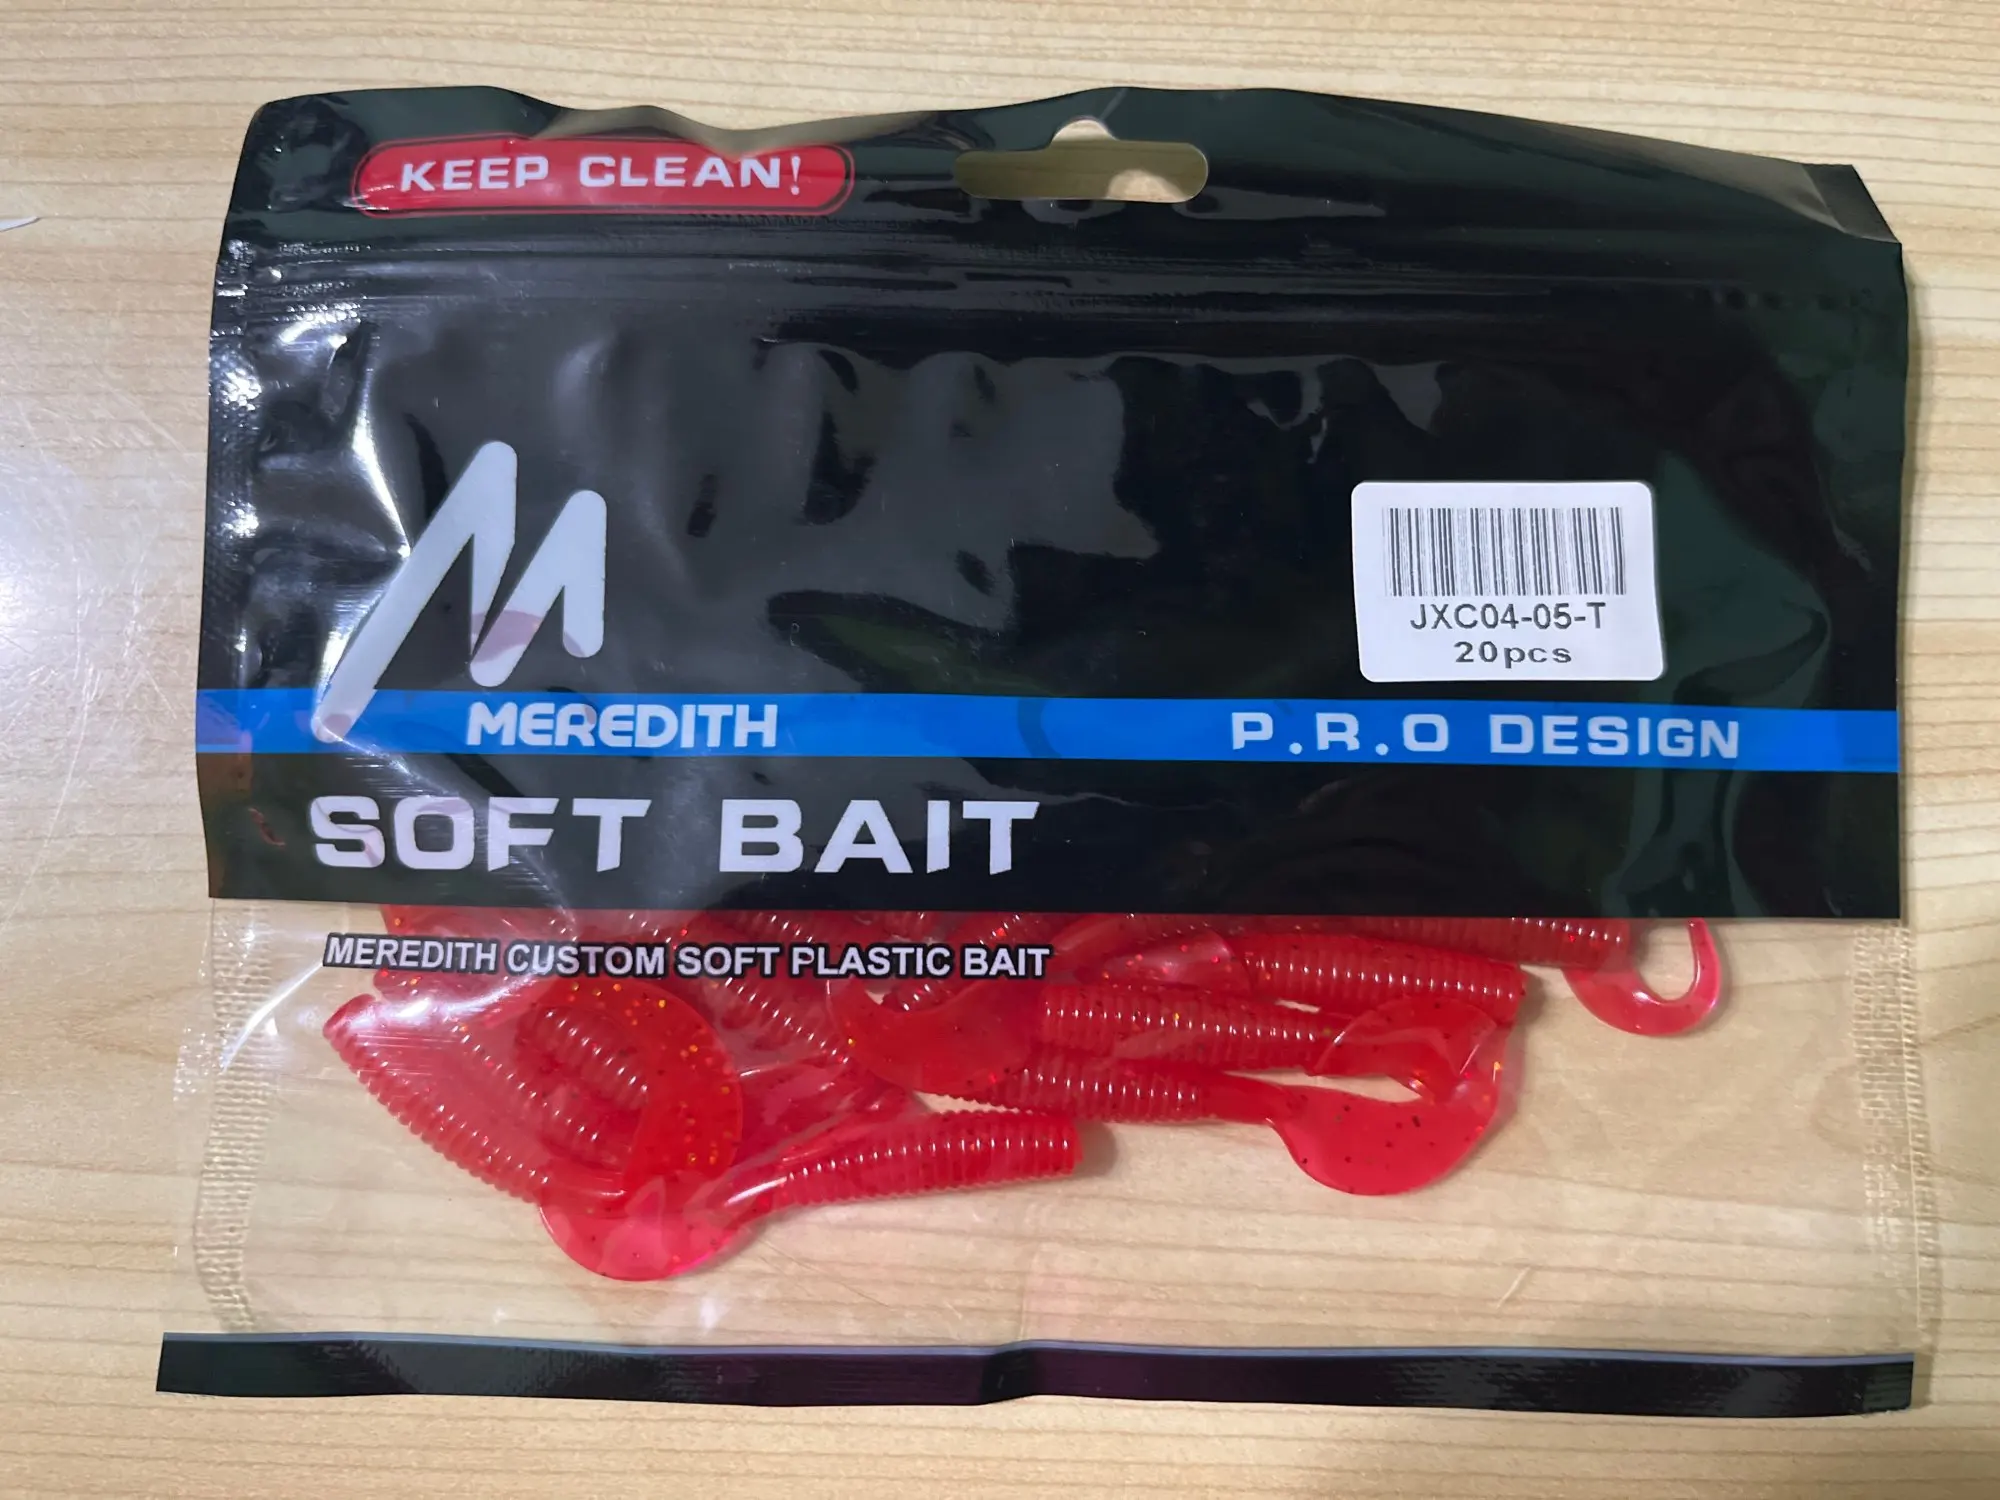 KEEP CLEAN!
JXC04-05-T
20pcs
MEREDITH
P.R.O DESIGN
SOFT BAIT
MEREDITH CUSTOM SOFT PLASTIC BAIT